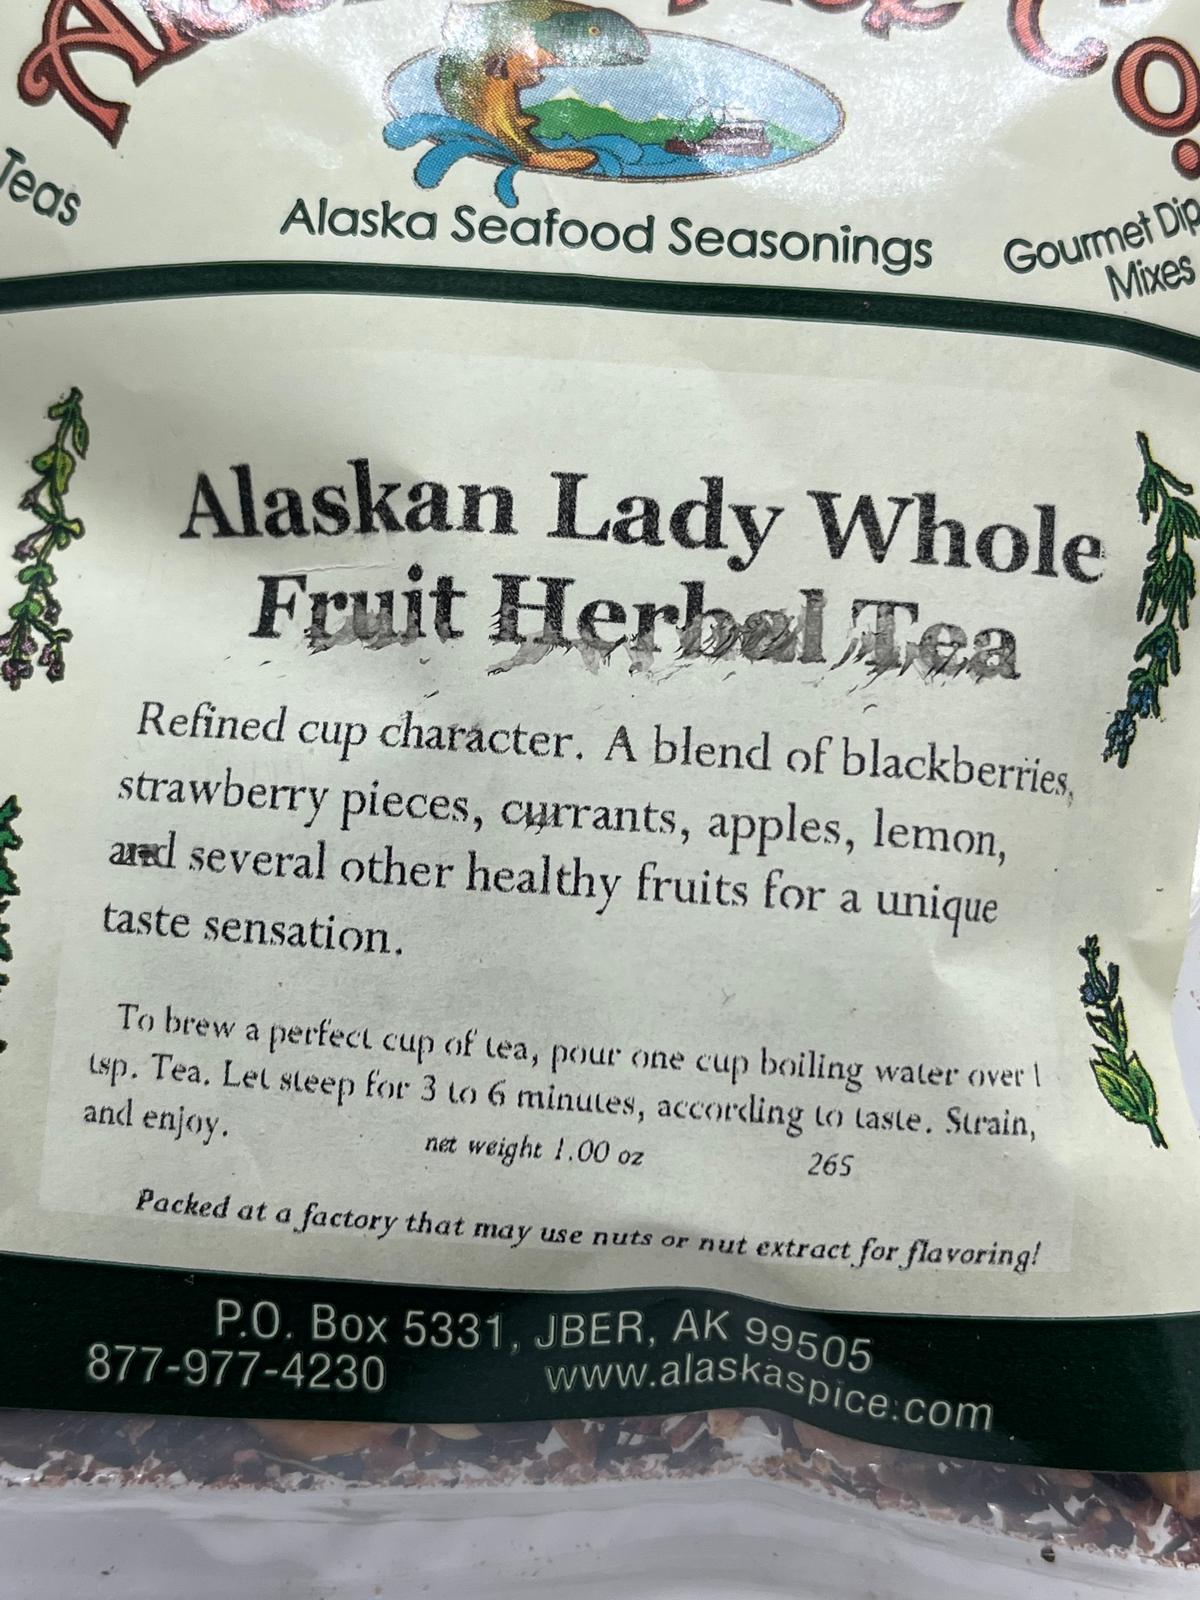 Teas
Alaska Seafood Seasonings
Gourmet Dip
Mixes
Alaskan Lady Whole
Fruit Herbal Tea
Refined cup character. A blend of blackberries,
strawberry pieces, currants, apples, lemon,
and several other healthy fruits for a unique
taste sensation.
To brew a perfect cup of tea, pour one cup boiling water over 1
tsp. Tea. Let steep for 3 to 6 minutes, according to taste. Strain,
and enjoy.
net weight 1.00 oz
26S
Packed at a factory that may use nuts or nut extract for flavoring!
P.O. Box 5331, JBER, AK 99505
877-977-4230 www.alaskaspice.com